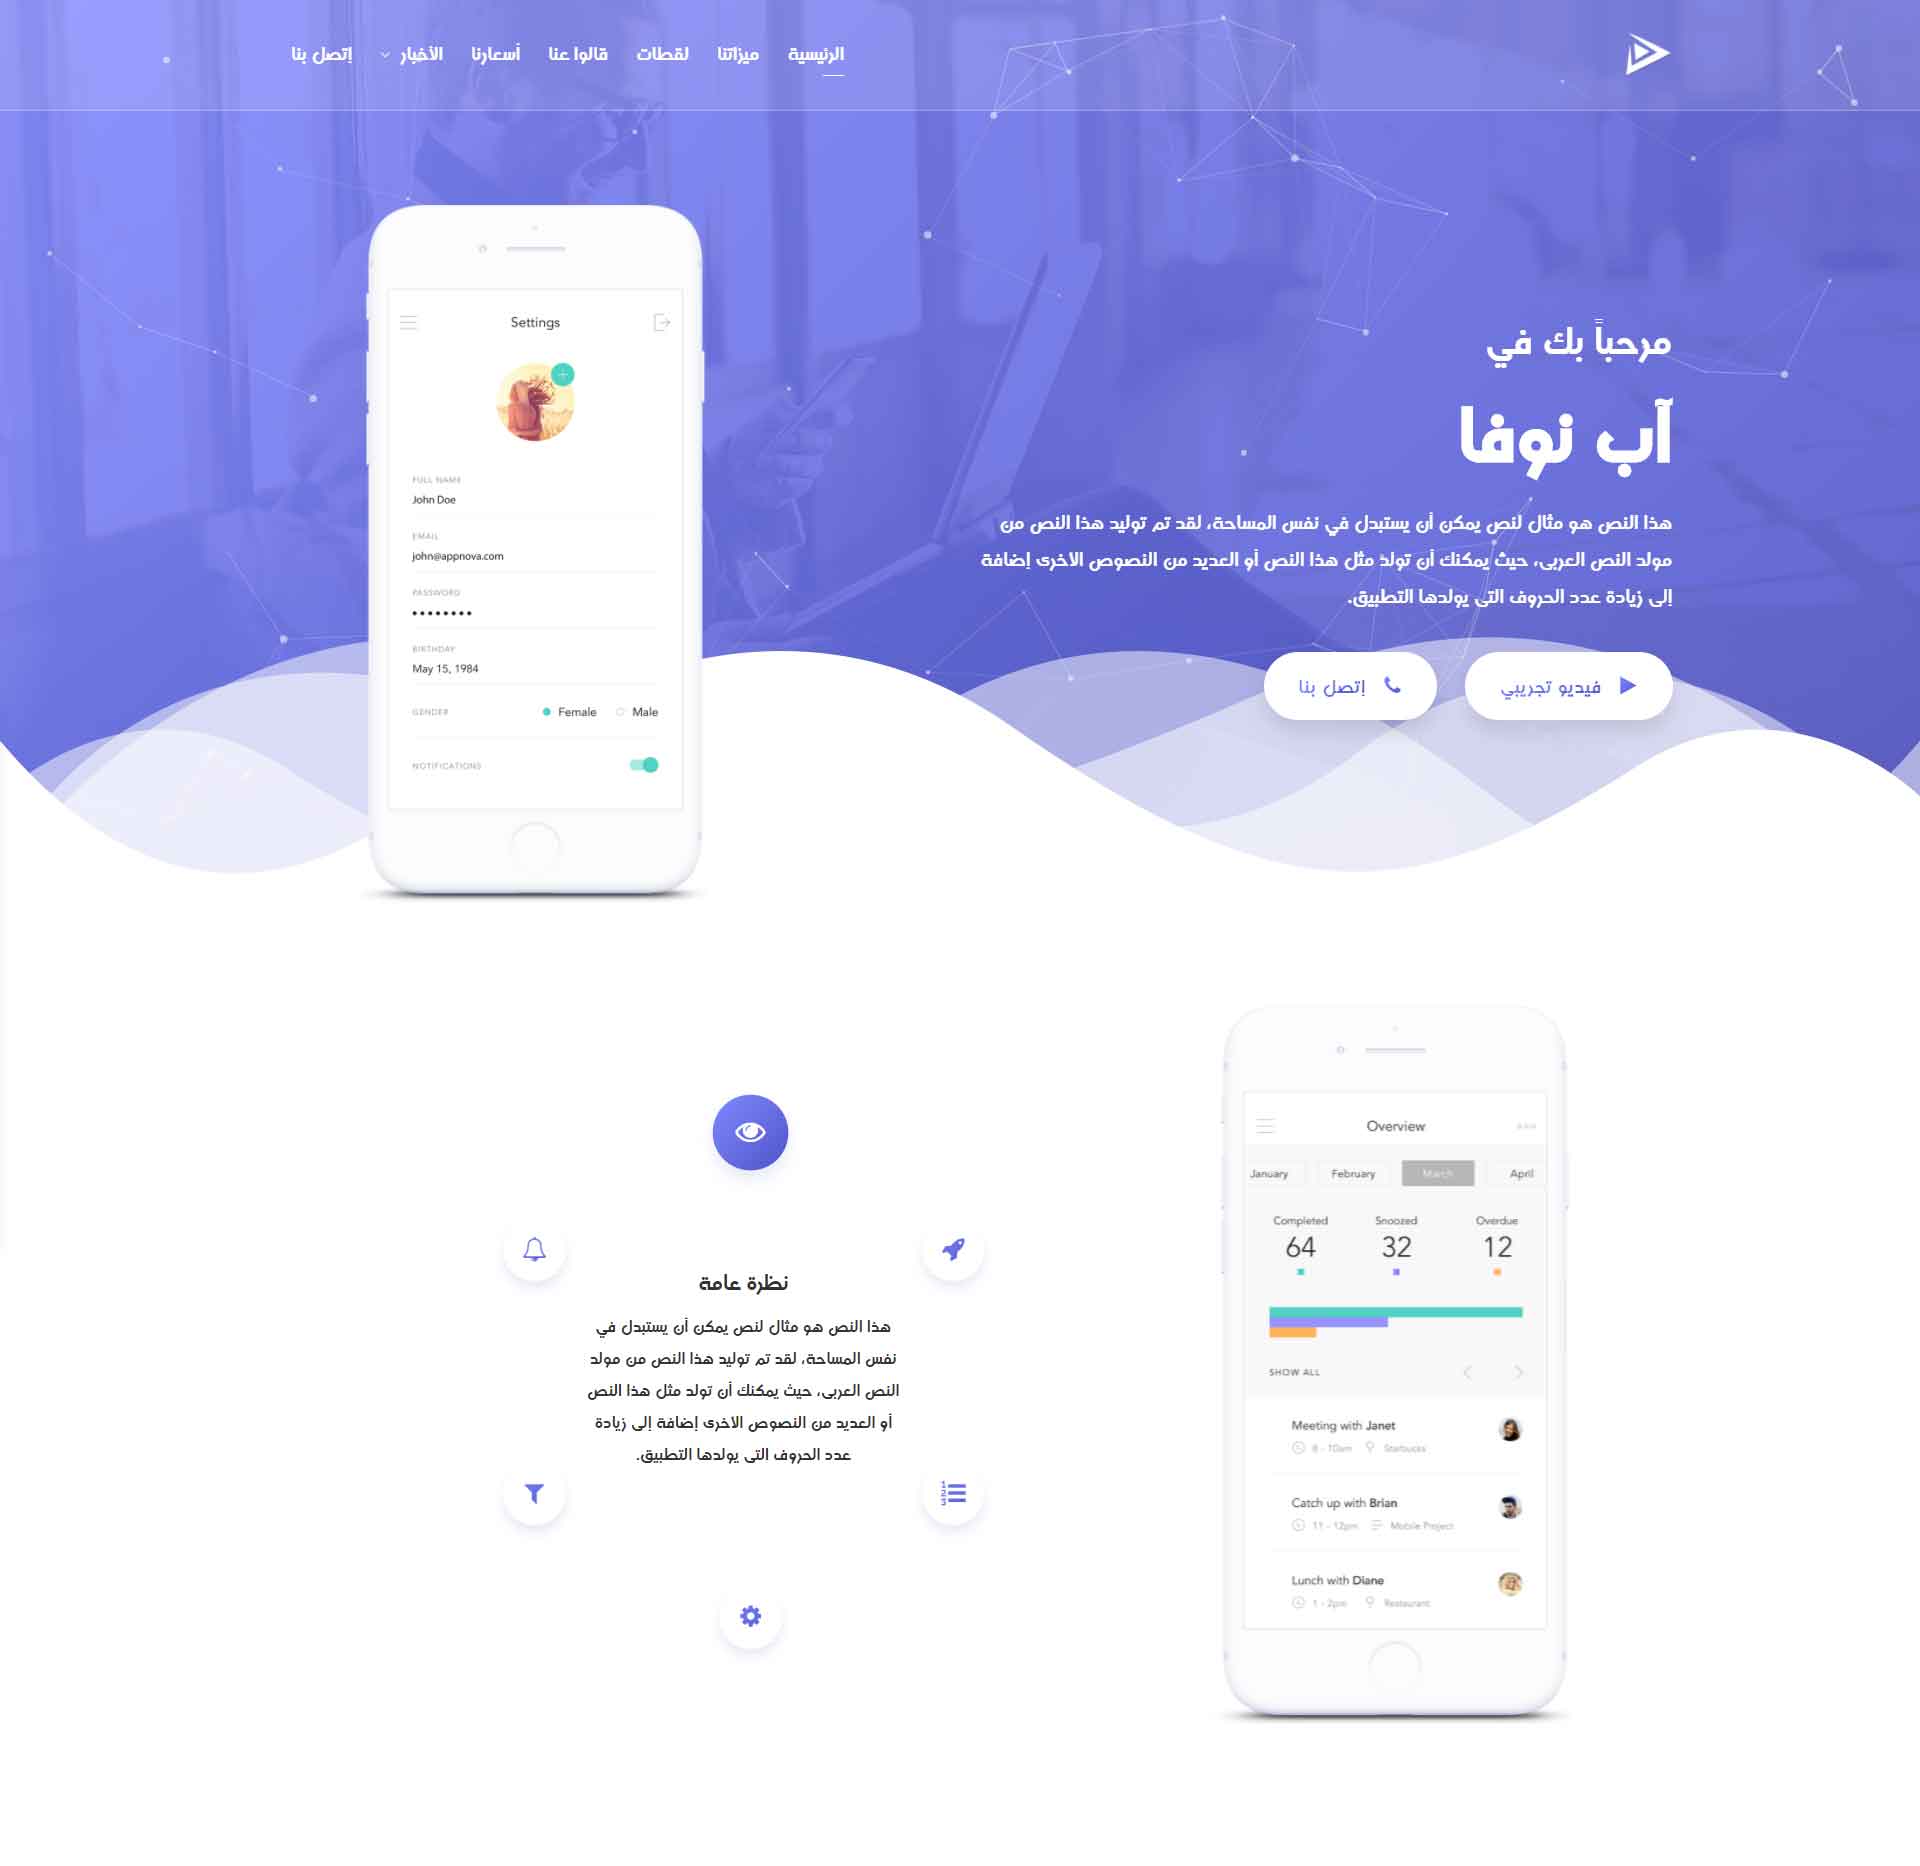 الرئيسية
ميزاتنا
لقطات
قالوا عنا
أسعارنا
الأخبار
إتصل بنا
مرحباً بك في
آب نوفا
هذا النص هو مثال لنص يمكن أن يستبدل في نفس المساحة، لقد تم توليد هذا النص من
مولد النص العربى، حيث يمكنك أن تولد مثل هذا النص أو العديد من النصوص الاخرى إضافة
إلى زيادة عدد الحروف التى يولدها التطبيق.
فيديو تجريبي
إتصل بنا
Settings
FULL NAME
John Doe
EMAIL
john@appnova.com
PASSWORD
BIRTHDAY
May 15, 1984
GENDER Female Male
NOTIFICATIONS
Overview
January February March April
Completed Snoozed Overdue
64 32 12
SHOW ALL
Meeting with Janet
8 - 10am Starbucks
Catch up with Brian
11 - 12pm Mobile Project
Lunch with Diane
1 - 2pm Restaurant
نظرة عامة
هذا النص هو مثال لنص يمكن أن يستبدل في
نفس المساحة، لقد تم توليد هذا النص من مولد
النص العربى، حيث يمكنك أن تولد مثل هذا النص
أو العديد من النصوص الاخرى إضافة إلى زيادة
عدد الحروف التى يولدها التطبيق.